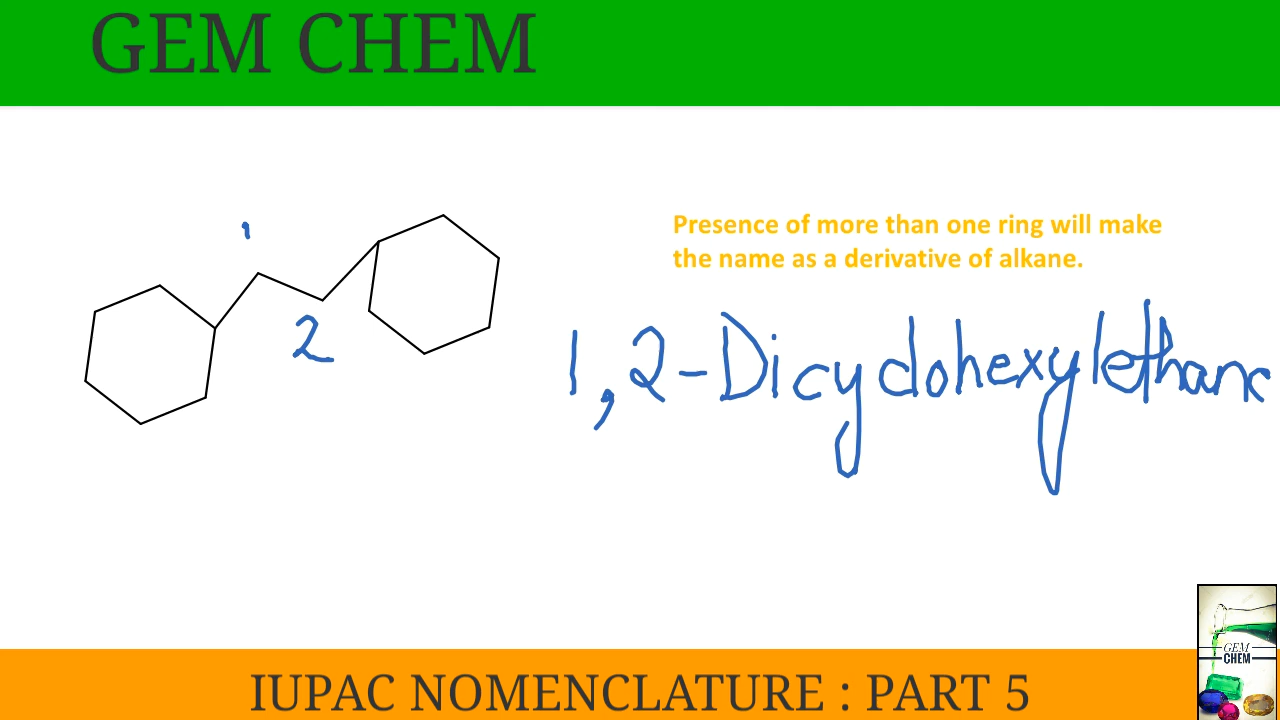 GEM CHEM
1
Presence of more than one ring will make
the name as a derivative of alkane.
2
1,2-Dicyclohexylethane
IUPAC NOMENCLATURE : PART 5
GEM
CHEM